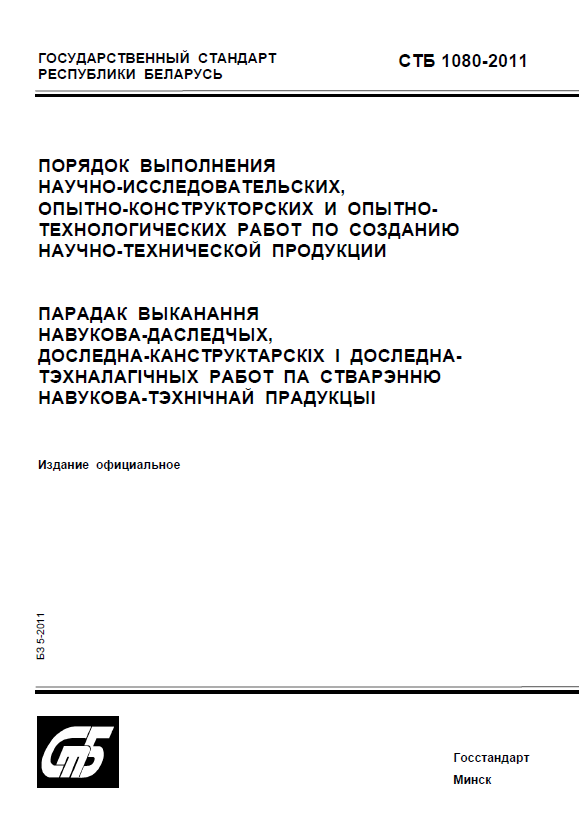 ГОСУДАРСТВЕННЫЙ СТАНДАРТ
РЕСПУБЛИКИ БЕЛАРУСЬ
СТБ 1080-2011
ПОРЯДОК ВЫПОЛНЕНИЯ
НАУЧНО-ИССЛЕДОВАТЕЛЬСКИХ,
ОПЫТНО-КОНСТРУКТОРСКИХ И ОПЫТНО-
ТЕХНОЛОГИЧЕСКИХ РАБОТ ПО СОЗДАНИЮ
НАУЧНО-ТЕХНИЧЕСКОЙ ПРОДУКЦИИ
ПАРАДАК ВЫКАНАННЯ
НАВУКОВА-ДАСЛЕДЧЫХ,
ДОСЛЕДНА-КАНСТРУКТАРСКІХ І ДОСЛЕДНА-
ТЭХНАЛАГІЧНЫХ РАБОТ ПА СТВАРЭННЮ
НАВУКОВА-ТЭХНІЧНАЙ ПРАДУКЦЫІ
Издание официальное
БЗ 5-2011
СТБ
Госстандарт
Минск